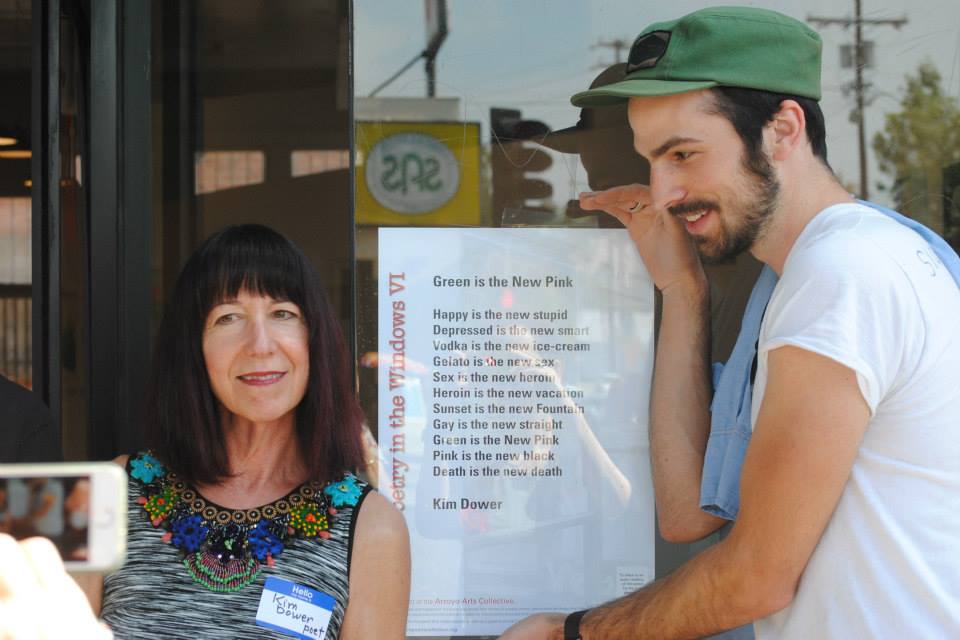 SPS
Poetry in the Windows VI
Green is the New Pink
Happy is the new stupid
Depressed is the new smart
Vodka is the new ice-cream
Gelato is the new sex
Sex is the new heroin
Heroin is the new vacation
Sunset is the new Fountain
Gay is the new straight
Green is the New Pink
Pink is the new black
Death is the new death
Kim Dower
of the Arroyo Arts Collective.
Hello
Kim
Dower
poet